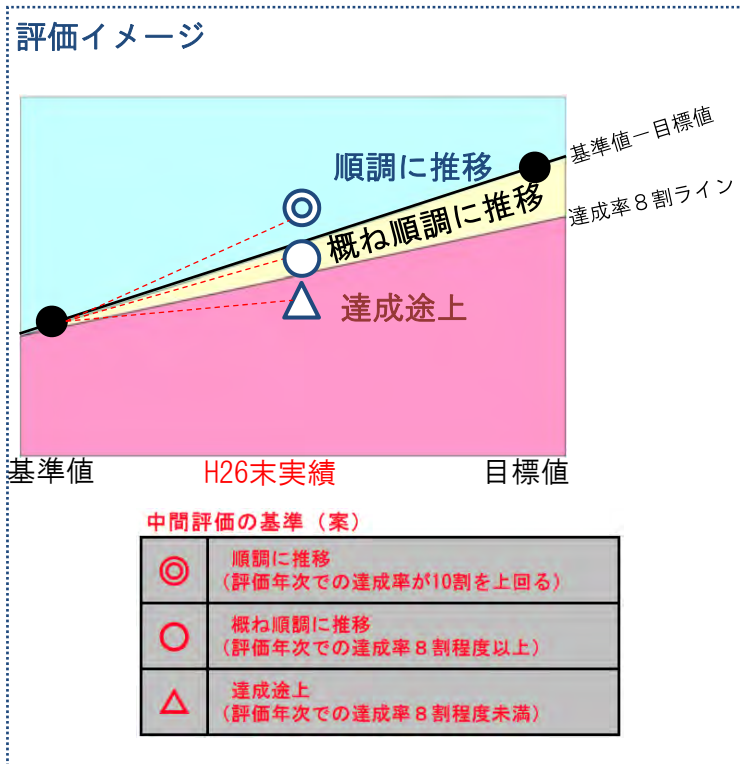 評価イメージ
基準値－目標値
順調に推移
概ね順調に推移
達成率８割ライン
達成途上
基準値
H26末実績
目標値
中間評価の基準（案）
◎
順調に推移
（評価年次での達成率が10割を上回る）
○
概ね順調に推移
（評価年次での達成率８割程度以上）
△
達成途上
（評価年次での達成率８割程度未満）